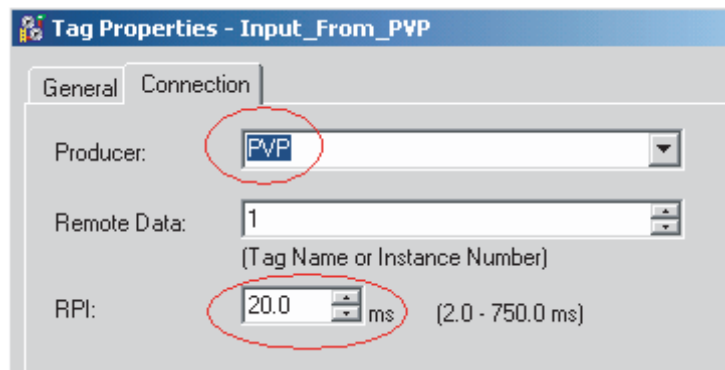 Tag Properties - Input_From_PVP
General Connection
Producer: PVP
Remote Data: 1
(Tag Name or Instance Number)
RPI: 20.0 ms (2.0 - 750.0 ms)